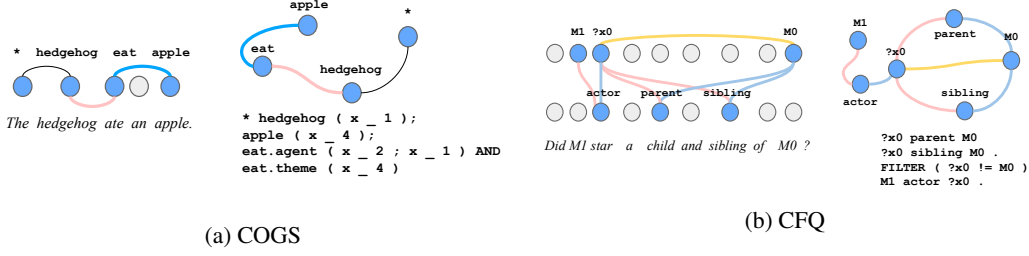 * hedgehog eat apple
The hedgehog ate an apple.
apple
*
eat
hedgehog
* hedgehog ( x _ 1 );
apple ( x _ 4 );
eat.agent ( x _ 2 ; x _ 1 ) AND
eat.theme ( x _ 4 )
(a) COGS
M1 ?x0 M0
actor parent sibling
Did M1 star a child and sibling of M0 ?
M1
parent
?x0
M0
actor
sibling
?x0 parent M0
?x0 sibling M0 .
FILTER ( ?x0 != M0 )
M1 actor ?x0 .
(b) CFQ